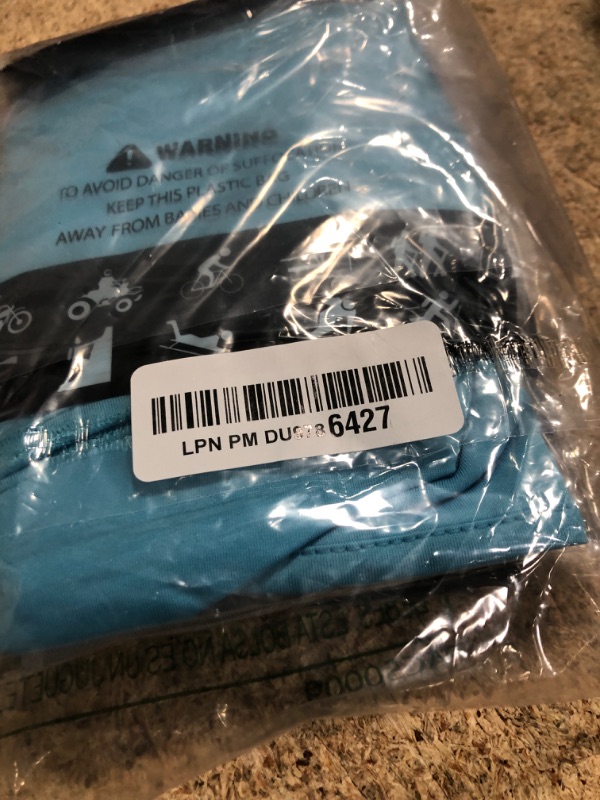 WARNING
TO AVOID DANGER OF SUFFOCATION
KEEP THIS PLASTIC BAG
AWAY FROM BABIES AND CHILDREN
LPN PM DU978 6427
ESTA BOLSA NO ES UN JUGUETE